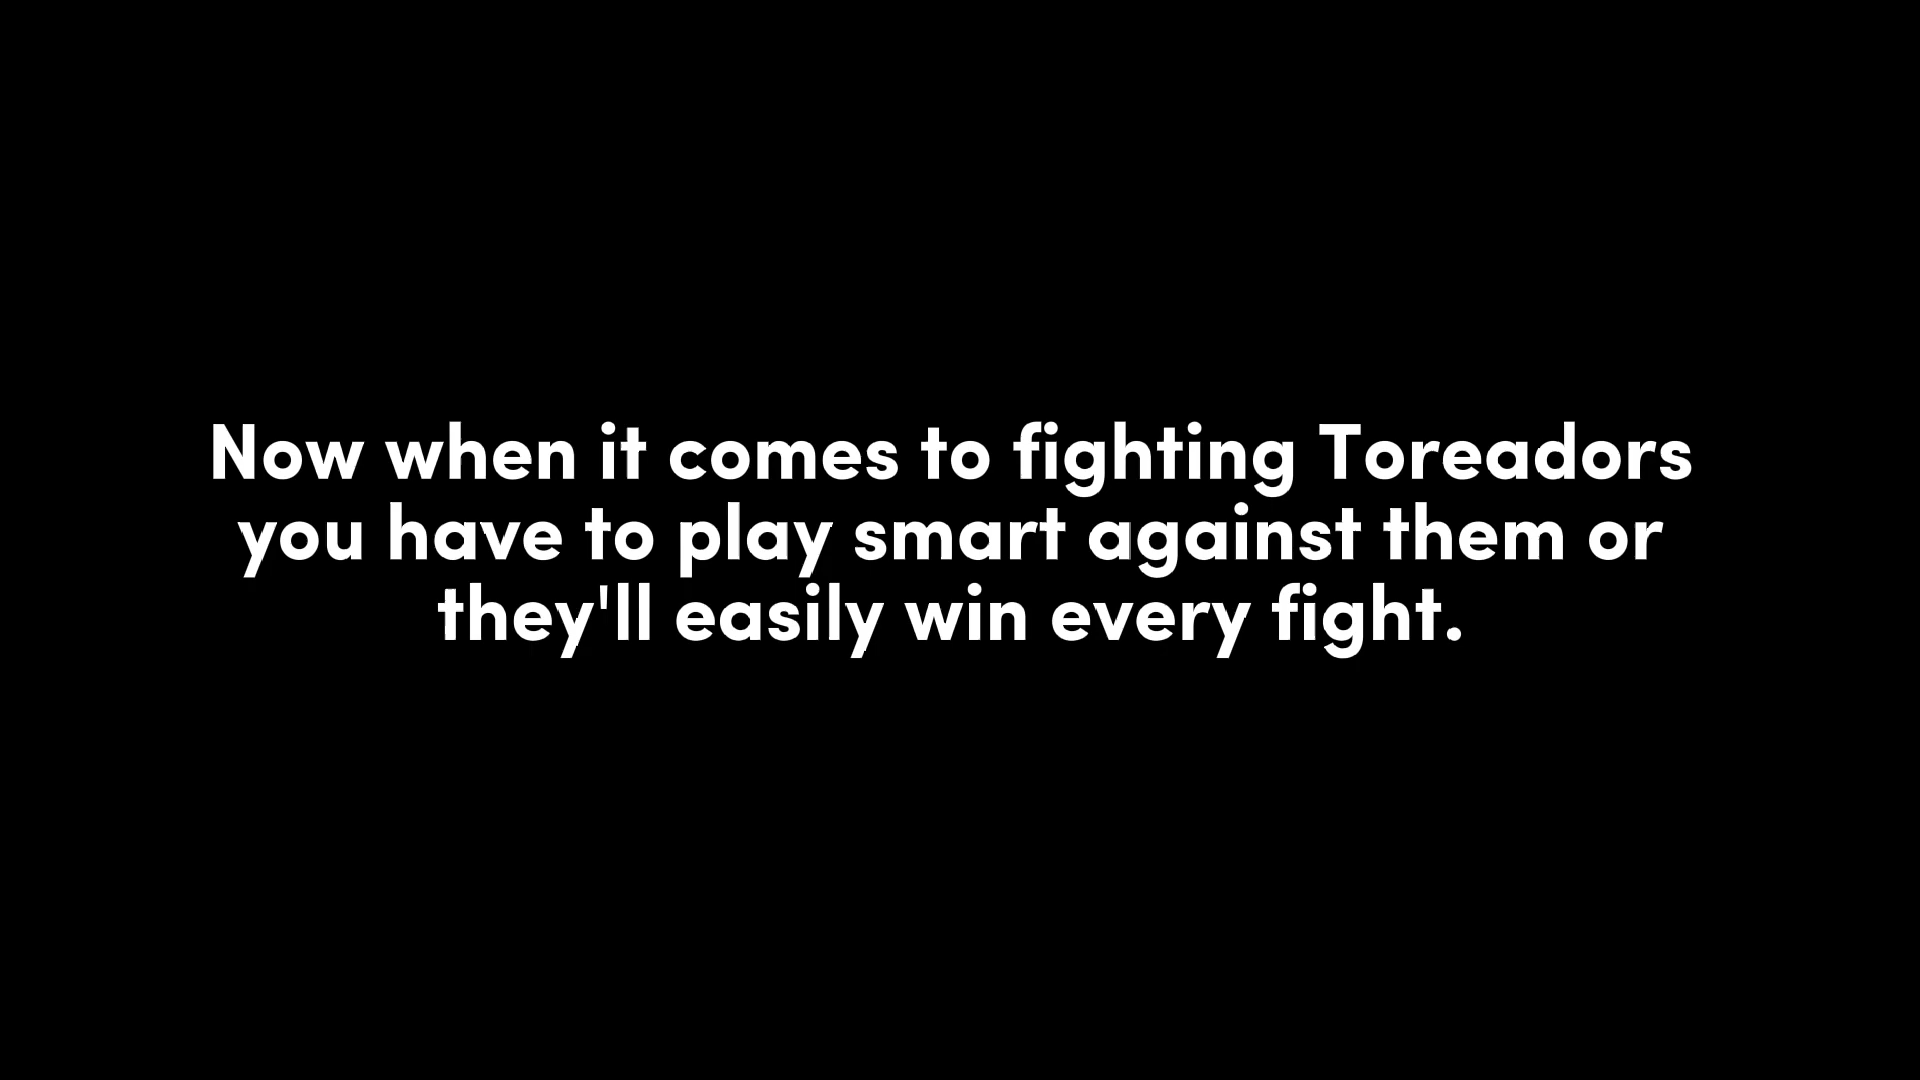 Now when it comes to fighting Toreadors
you have to play smart against them or
they'll easily win every fight.